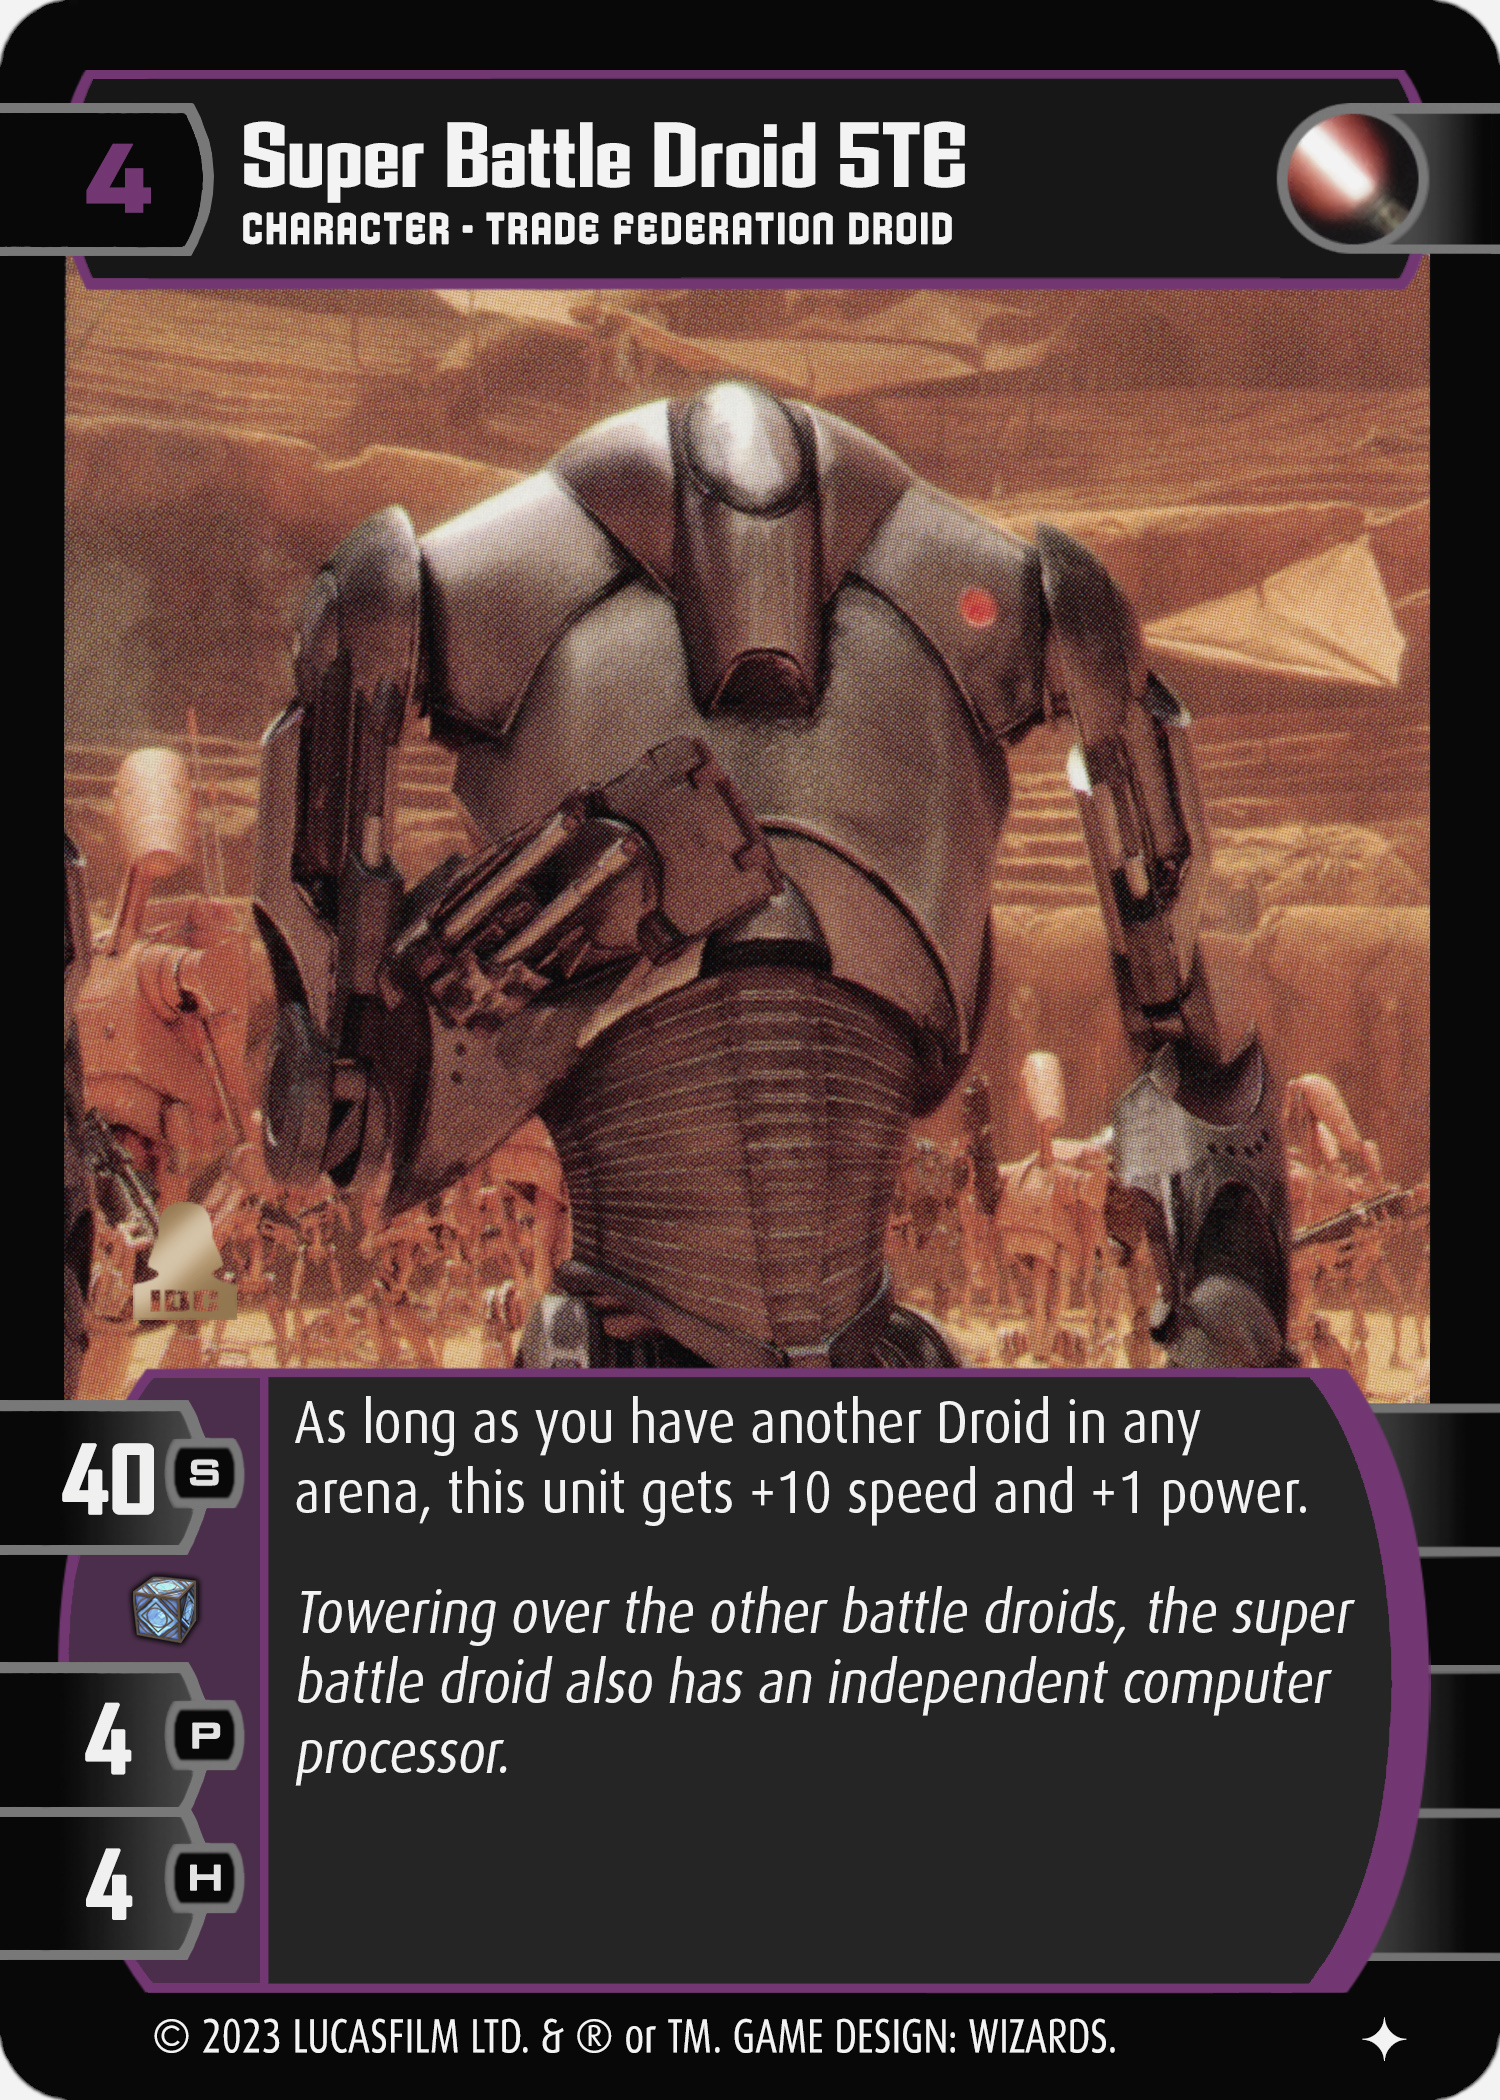 4
Super Battle Droid 5TE
CHARACTER - TRADE FEDERATION DROID
IDC
As long as you have another Droid in any
arena, this unit gets +10 speed and +1 power.
Towering over the other battle droids, the super
battle droid also has an independent computer
processor.
40 S
4 P
4 H
© 2023 LUCASFILM LTD. & ® or TM. GAME DESIGN: WIZARDS.